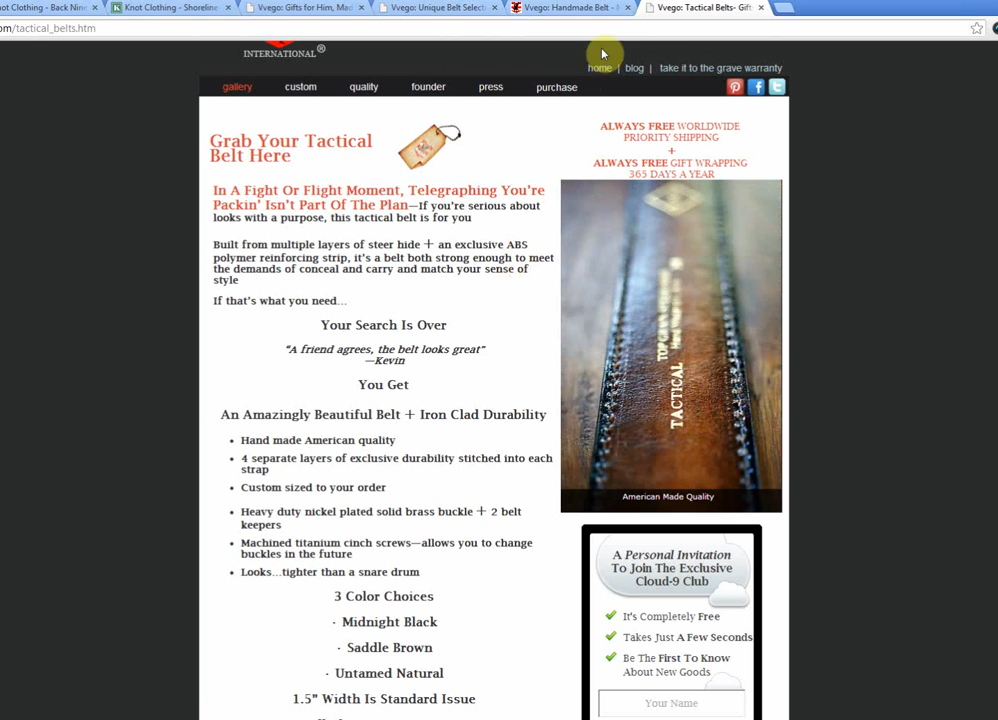 ot Clothing - Back Nin
Knot Clothing - Shoreline
Vvego: Gifts for Him, Mad
Vvego: Unique Belt Select
Vvego: Handmade Belt -
Vvego: Tactical Belts- Gif
om/tactical_belts.htm
INTERNATIONAL®
home | blog | take it to the grave warranty
gallery custom quality founder press purchase
Grab Your Tactical
Belt Here
In A Fight Or Flight Moment, Telegraphing You're
Packin' Isn't Part Of The Plan—If you're serious about
looks with a purpose, this tactical belt is for you
Built from multiple layers of steer hide + an exclusive ABS
polymer reinforcing strip, it's a belt both strong enough to meet
the demands of conceal and carry and match your sense of
style
If that's what you need...
Your Search Is Over
"A friend agrees, the belt looks great"
—Kevin
You Get
An Amazingly Beautiful Belt + Iron Clad Durability
• Hand made American quality
• 4 separate layers of exclusive durability stitched into each
strap
• Custom sized to your order
• Heavy duty nickel plated solid brass buckle + 2 belt
keepers
• Machined titanium cinch screws—allows you to change
buckles in the future
• Looks...tighter than a snare drum
3 Color Choices
· Midnight Black
· Saddle Brown
· Untamed Natural
1.5" Width Is Standard Issue
ALWAYS FREE WORLDWIDE
PRIORITY SHIPPING
+
ALWAYS FREE GIFT WRAPPING
365 DAYS A YEAR
TOP GRAIN
Hand
TACTICAL
American Made Quality
A Personal Invitation
To Join The Exclusive
Cloud-9 Club
It's Completely Free
Takes Just A Few Seconds
Be The First To Know
About New Goods
Your Name